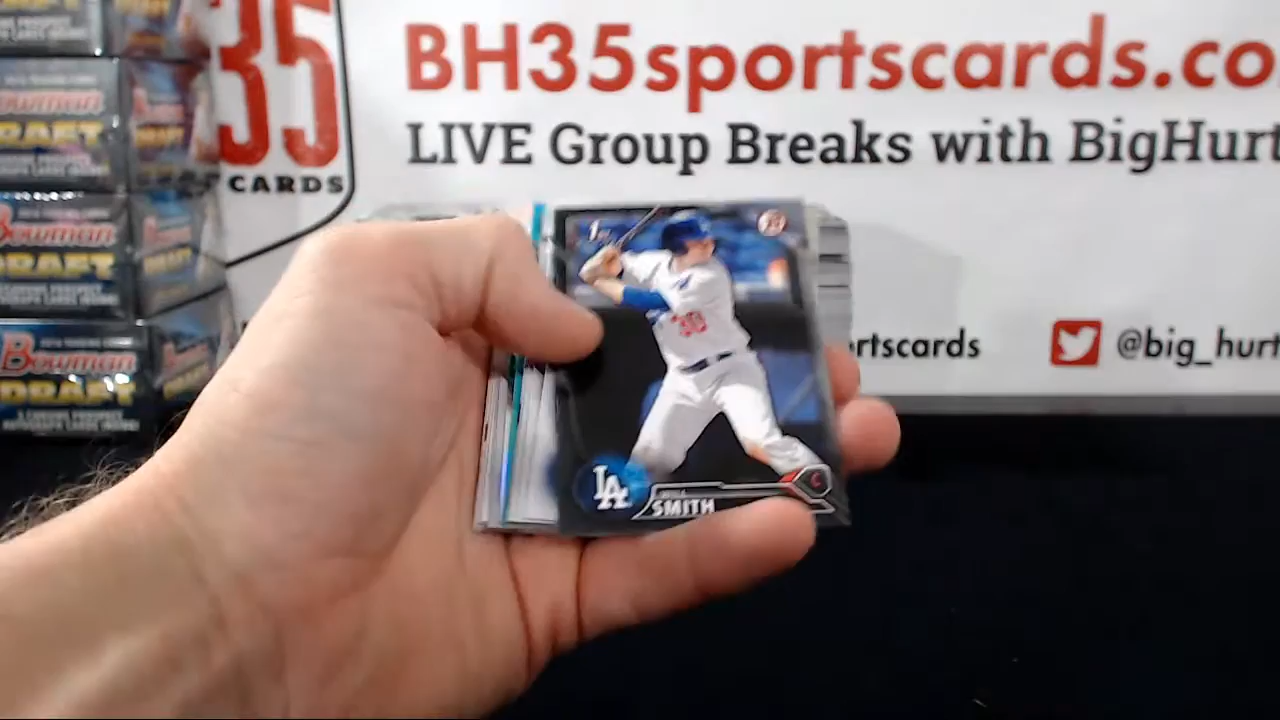 35
CARDS
BH35sportscards.co
LIVE Group Breaks with BigHurt
rtscards
@big_hurt
Bowman
DRAFT
Bowman
DRAFT
Bowman
DRAFT
1st
30
LA
SMITH
C